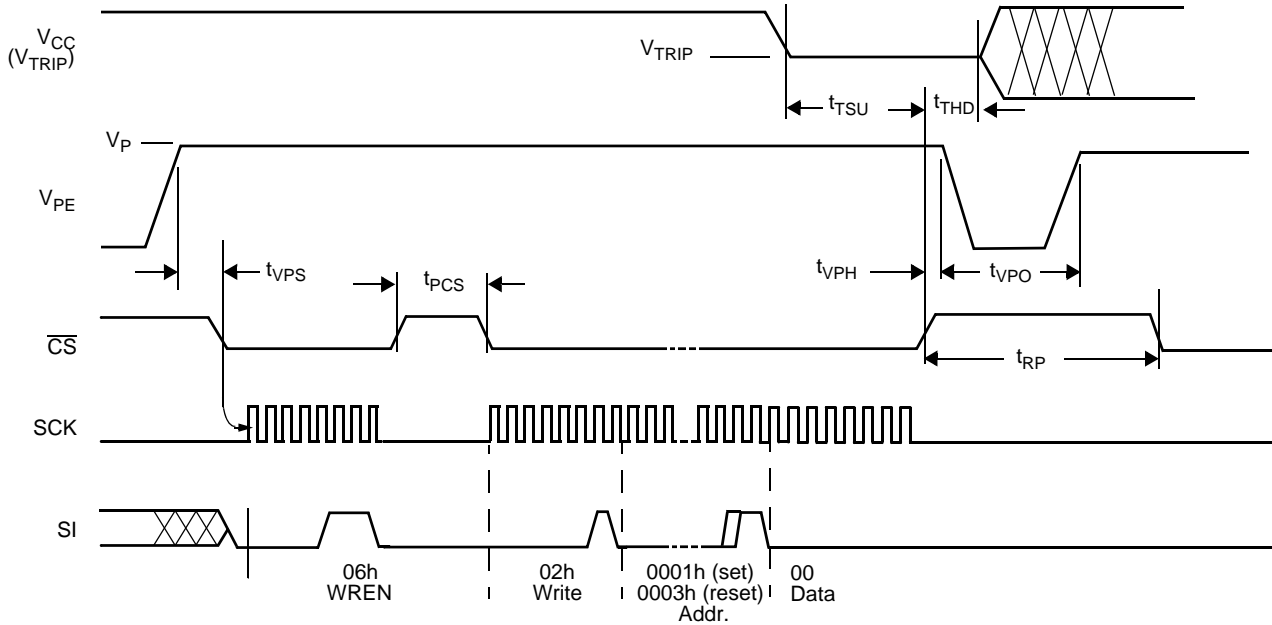 VCC
(VTRIP)
VTRIP
tTSU
tTHD
VP
VPE
tVPS
tPCS
tVPH
tVPO
CS
tRP
SCK
SI
06h
WREN
02h
Write
0001h (set)
0003h (reset)
Addr.
00
Data